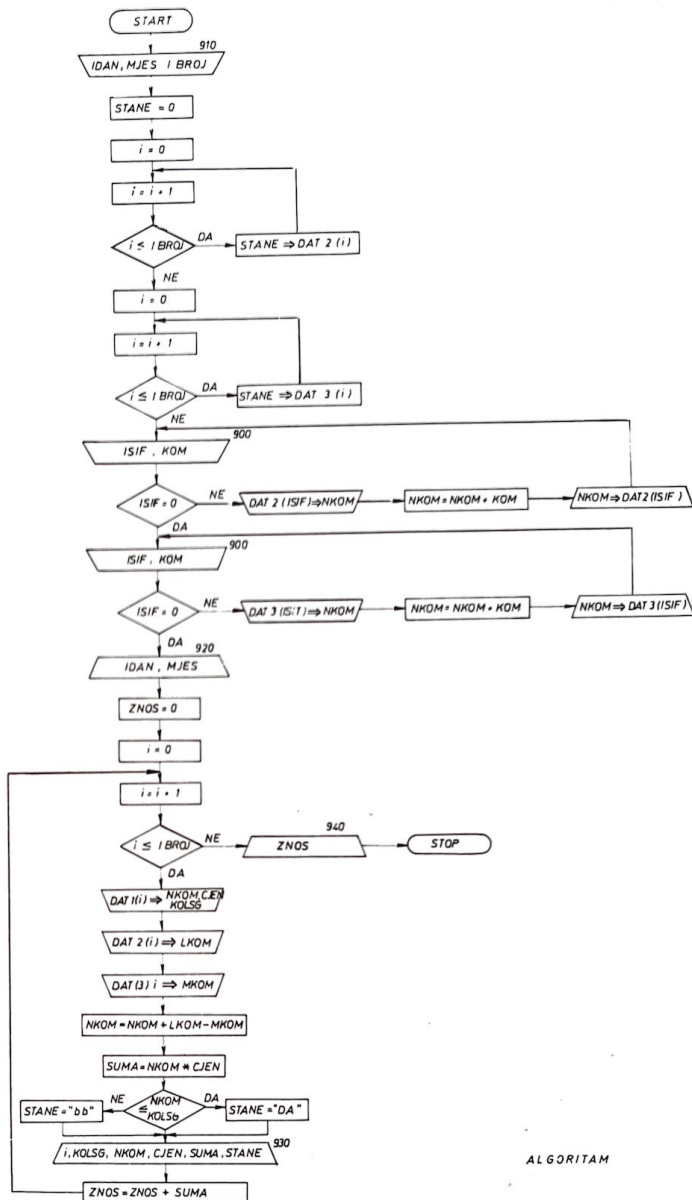 START
910
IDAN, MJES I BROJ
STANE = 0
i = 0
i = i + 1
i ≤ I BROJ
DA
STANE ⇒ DAT 2 (i)
NE
i = 0
i = i + 1
i ≤ I BROJ
DA
STANE ⇒ DAT 3 (i)
NE
900
ISIF, KOM
ISIF = 0
NE
DAT 2 (ISIF) ⇒ NKOM
NKOM = NKOM + KOM
NKOM ⇒ DAT 2 (ISIF)
DA
900
ISIF, KOM
ISIF = 0
NE
DAT 3 (ISIT) ⇒ NKOM
NKOM = NKOM + KOM
NKOM ⇒ DAT 3 (ISIF)
DA
920
IDAN, MJES
ZNOS = 0
i = 0
i = i + 1
i ≤ I BROJ
NE
940
ZNOS
STOP
DA
DAT 1(i) ⇒ NKOM, CJEN
KOLSG
DAT 2 (i) ⇒ LKOM
DAT(3) i ⇒ MKOM
NKOM = NKOM + LKOM - MKOM
SUMA = NKOM * CJEN
NKOM
≤
KOLSG
NE
STANE = "bb"
DA
STANE = "DA"
930
i, KOLSG, NKOM, CJEN, SUMA, STANE
ZNOS = ZNOS + SUMA
ALGORITAM